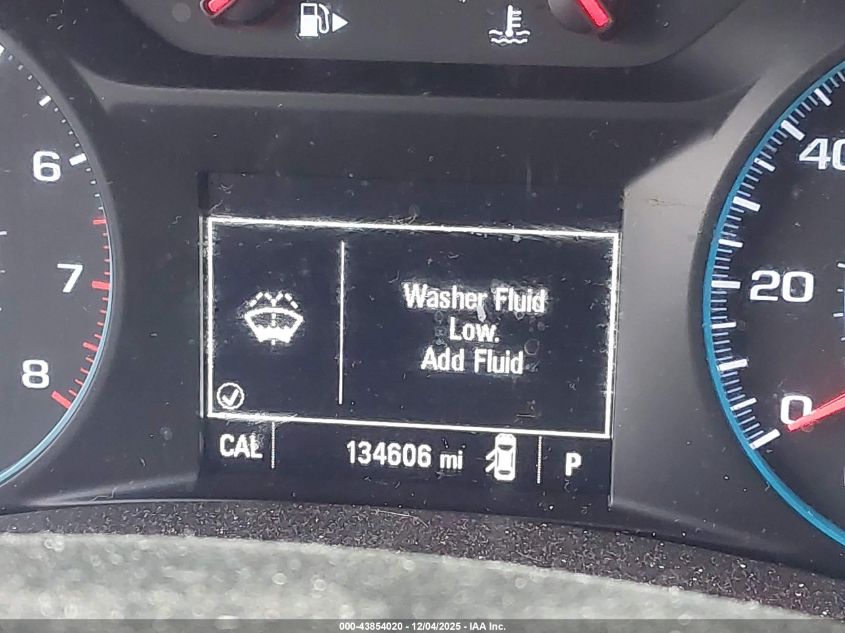 6
7
8
Washer Fluid
Low.
Add Fluid
CAL 134606 mi P
40
20
0
000-43854020 - 12/04/2025 - IAA Inc.